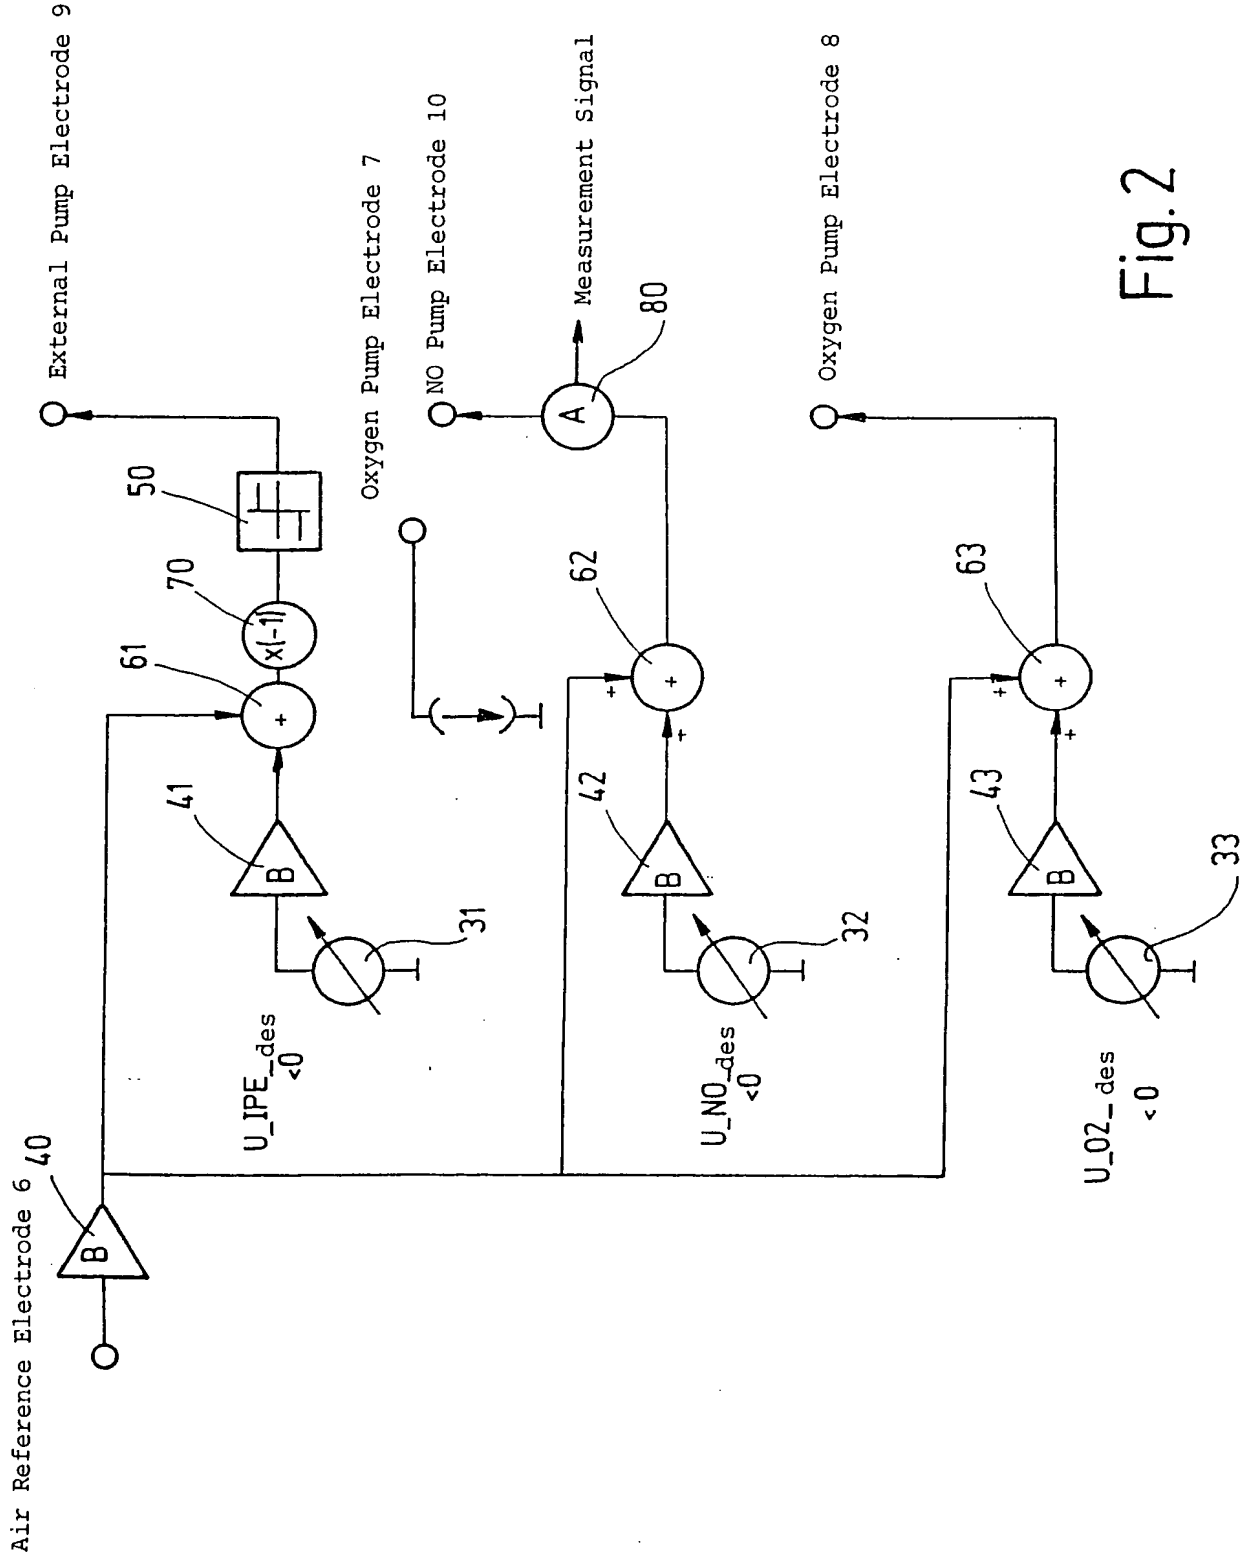 Air Reference Electrode 6
40
B
External Pump Electrode 9
50
70
x(-1)
61
+
41
B
31
U_IPE_des
<0
Oxygen Pump Electrode 7
NO Pump Electrode 10
Measurement Signal
A
80
62
+
+
+
42
B
32
U_NO_des
<0
Oxygen Pump Electrode 8
63
+
+
+
43
B
33
U_O2_des
<0
Fig. 2